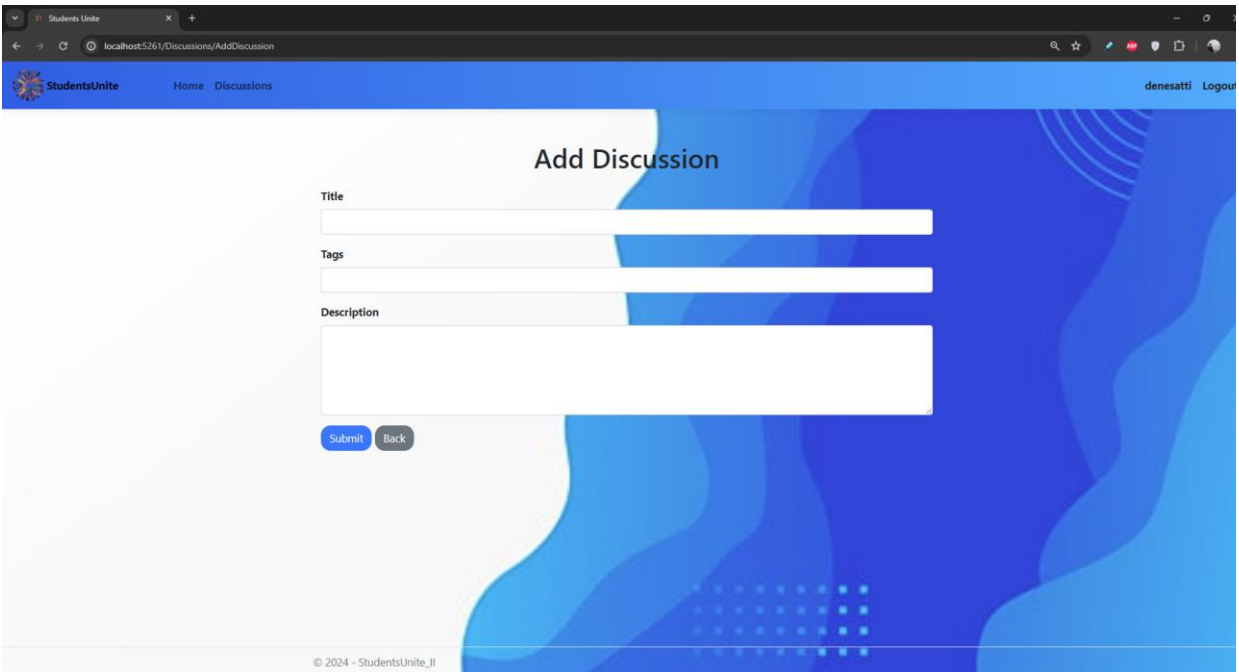 Students Unite
localhost:5261/Discussions/AddDiscussion
ABP
StudentsUnite Home Discussions denesatti Logout
Add Discussion
Title
Tags
Description
Submit Back
© 2024 - StudentsUnite_II